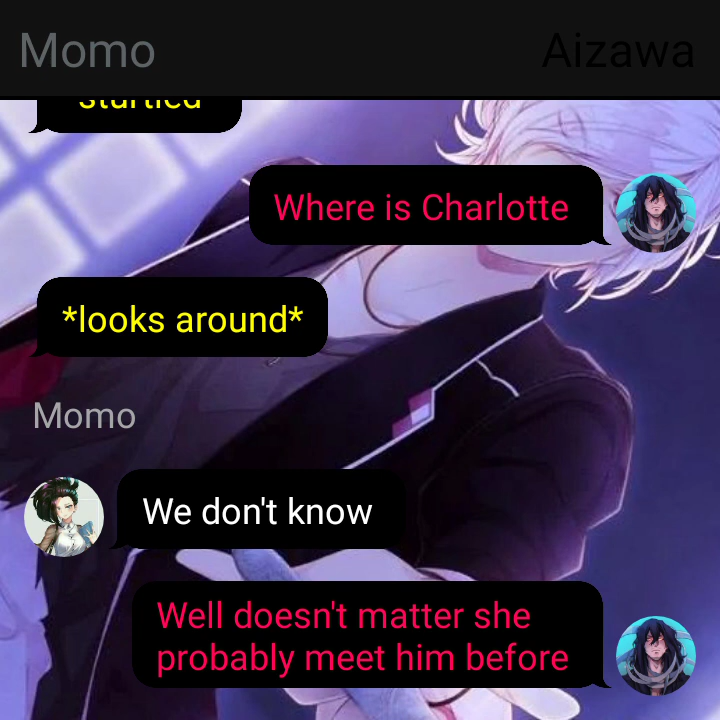 Momo
Aizawa
startled
Where is Charlotte
*looks around*
Momo
We don't know
Well doesn't matter she
probably meet him before